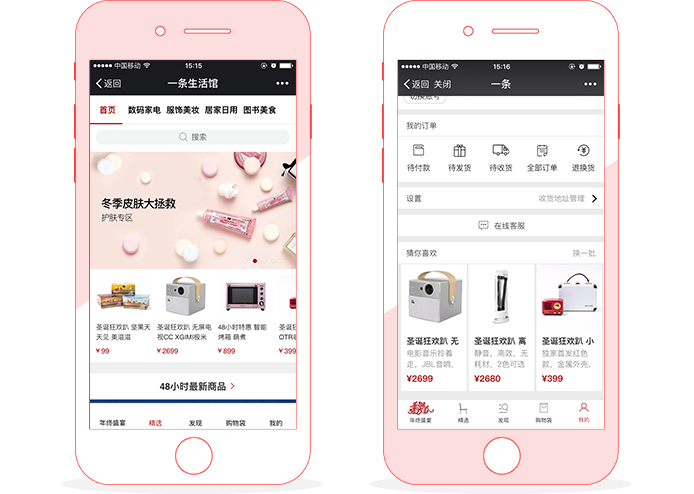 中国移动 15:15
返回 一条生活馆
首页 数码家电 服饰美妆 居家日用 图书美食
搜索
冬季皮肤大拯救
护肤专区
圣诞狂欢趴 坚果天天见 美滋滋
¥99
圣诞狂欢趴 无屏电视CC XGIMI极米
¥2699
48小时特惠 智能烤箱 萌煮
¥899
圣诞狂
OTR
¥39
48小时最新商品
年终盛宴 精选 发现 购物袋 我的
中国移动 15:16
返回 关闭 一条
切换账号
我的订单
待付款 待发货 待收货 全部订单 退换货
设置 收货地址管理
在线客服
猜你喜欢 换一批
圣诞狂欢趴 无
电影音乐拎着
走，JBL音响，
¥2699
圣诞狂欢趴 离
静音，高效，无
耗材，2色可选
¥2680
圣诞狂欢趴 小
独家首发红色
款，金属外壳，
¥399
年终盛宴 精选 发现 购物袋 我的